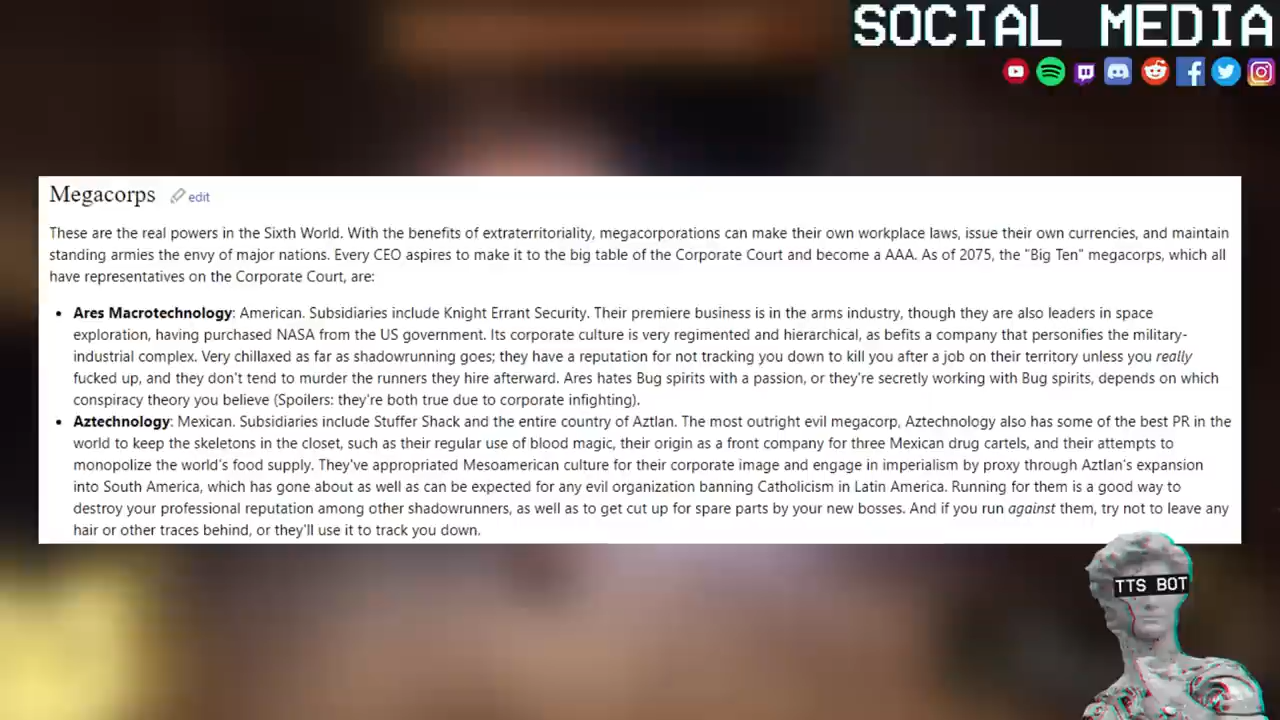 SOCIAL MEDIA
Megacorps edit
These are the real powers in the Sixth World. With the benefits of extraterritoriality, megacorporations can make their own workplace laws, issue their own currencies, and maintain
standing armies the envy of major nations. Every CEO aspires to make it to the big table of the Corporate Court and become a AAA. As of 2075, the "Big Ten" megacorps, which all
have representatives on the Corporate Court, are:
• Ares Macrotechnology: American. Subsidiaries include Knight Errant Security. Their premiere business is in the arms industry, though they are also leaders in space
exploration, having purchased NASA from the US government. Its corporate culture is very regimented and hierarchical, as befits a company that personifies the military-
industrial complex. Very chillaxed as far as shadowrunning goes; they have a reputation for not tracking you down to kill you after a job on their territory unless you really
fucked up, and they don't tend to murder the runners they hire afterward. Ares hates Bug spirits with a passion, or they're secretly working with Bug spirits, depends on which
conspiracy theory you believe (Spoilers: they're both true due to corporate infighting).
• Aztechnology: Mexican. Subsidiaries include Stuffer Shack and the entire country of Aztlan. The most outright evil megacorp, Aztechnology also has some of the best PR in the
world to keep the skeletons in the closet, such as their regular use of blood magic, their origin as a front company for three Mexican drug cartels, and their attempts to
monopolize the world's food supply. They've appropriated Mesoamerican culture for their corporate image and engage in imperialism by proxy through Aztlan's expansion
into South America, which has gone about as well as can be expected for any evil organization banning Catholicism in Latin America. Running for them is a good way to
destroy your professional reputation among other shadowrunners, as well as to get cut up for spare parts by your new bosses. And if you run against them, try not to leave any
hair or other traces behind, or they'll use it to track you down.
TTS BOT